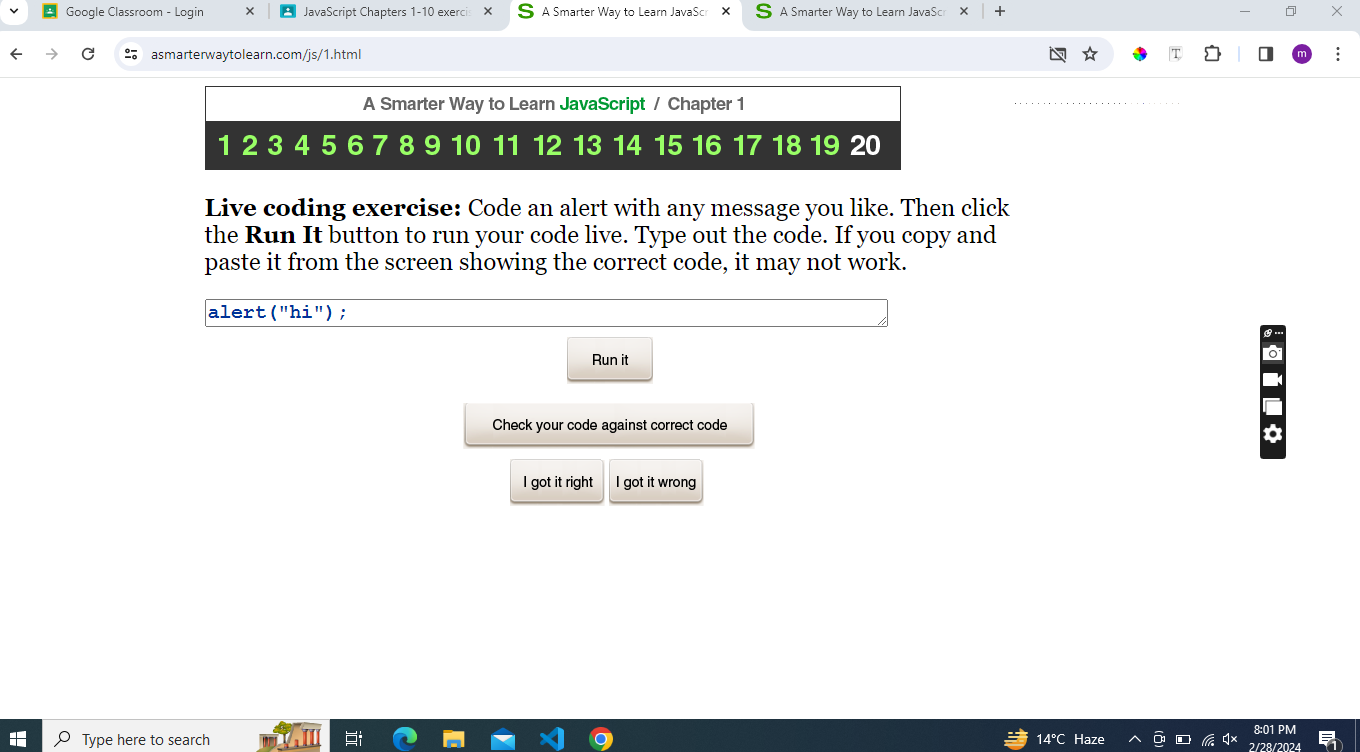 Google Classroom - Login
JavaScript Chapters 1-10 exerci
A Smarter Way to Learn JavaScr
A Smarter Way to Learn JavaScr
asmarterwaytolearn.com/js/1.html
T
m
A Smarter Way to Learn JavaScript / Chapter 1
1 2 3 4 5 6 7 8 9 10 11 12 13 14 15 16 17 18 19 20
Live coding exercise: Code an alert with any message you like. Then click
the Run It button to run your code live. Type out the code. If you copy and
paste it from the screen showing the correct code, it may not work.
alert("hi");
Run it
Check your code against correct code
I got it right I got it wrong
Type here to search
14°C Haze
8:01 PM
2/28/2024
1